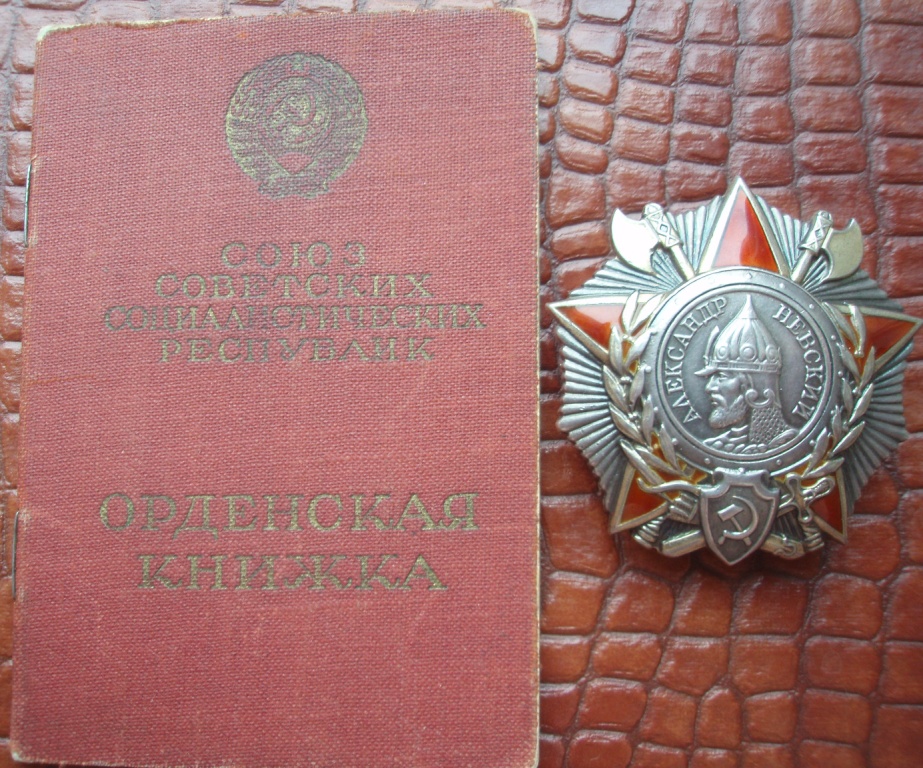 СОЮЗ
СОВЕТСКИХ
СОЦИАЛИСТИЧЕСКИХ
РЕСПУБЛИК
ОРДЕНСКАЯ
КНИЖКА
АЛЕКСАНДР НЕВСКИЙ